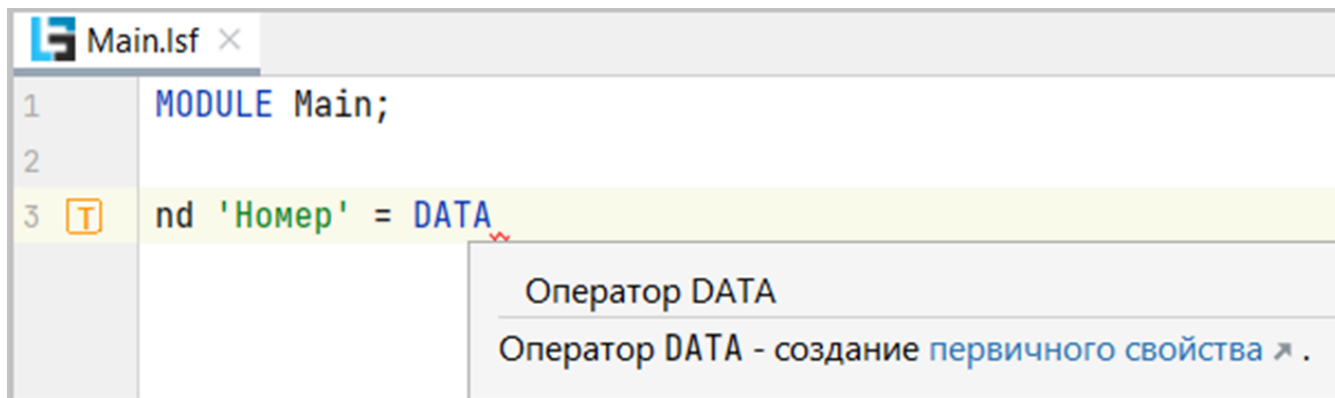 Main.lsf
1 MODULE Main;
2
3 T nd 'Номер' = DATA
Оператор DATA
Оператор DATA - создание первичного свойства .